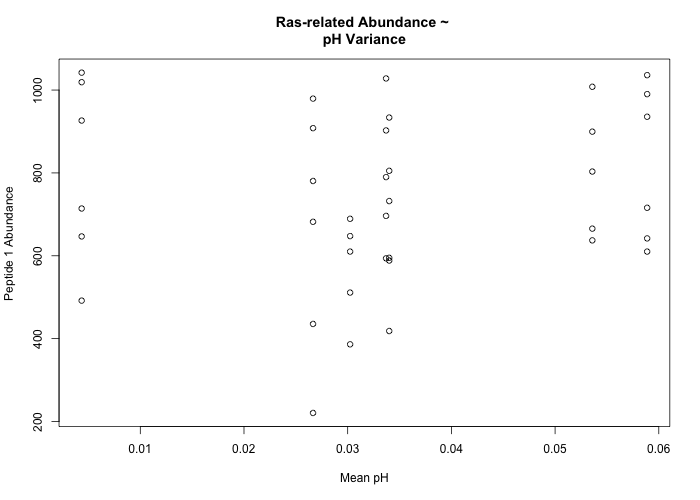 Ras-related Abundance ~
pH Variance
Peptide 1 Abundance
1000
800
600
400
200
0.01 0.02 0.03 0.04 0.05 0.06
Mean pH